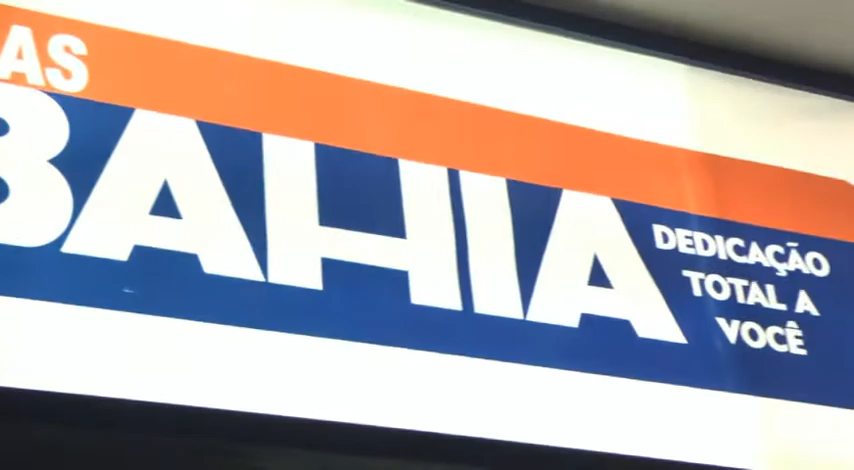 AS
BAHIA
DEDICAÇÃO
TOTAL A
VOCÊ